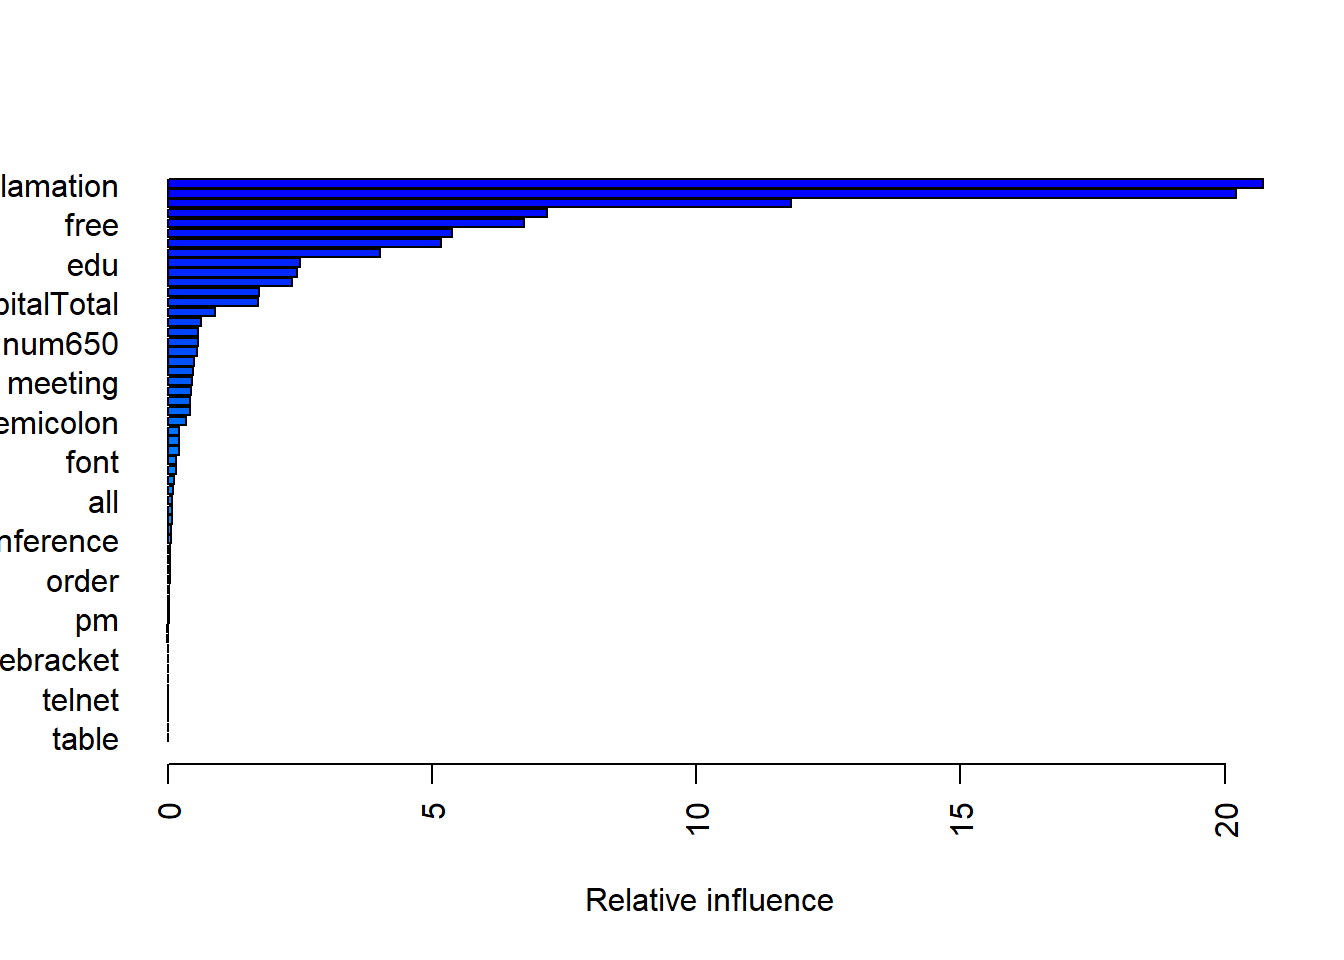 lamation
free
edu
pitalTotal
num650
meeting
emicolon
font
all
nference
order
pm
ebracket
telnet
table
0 5 10 15 20
Relative influence